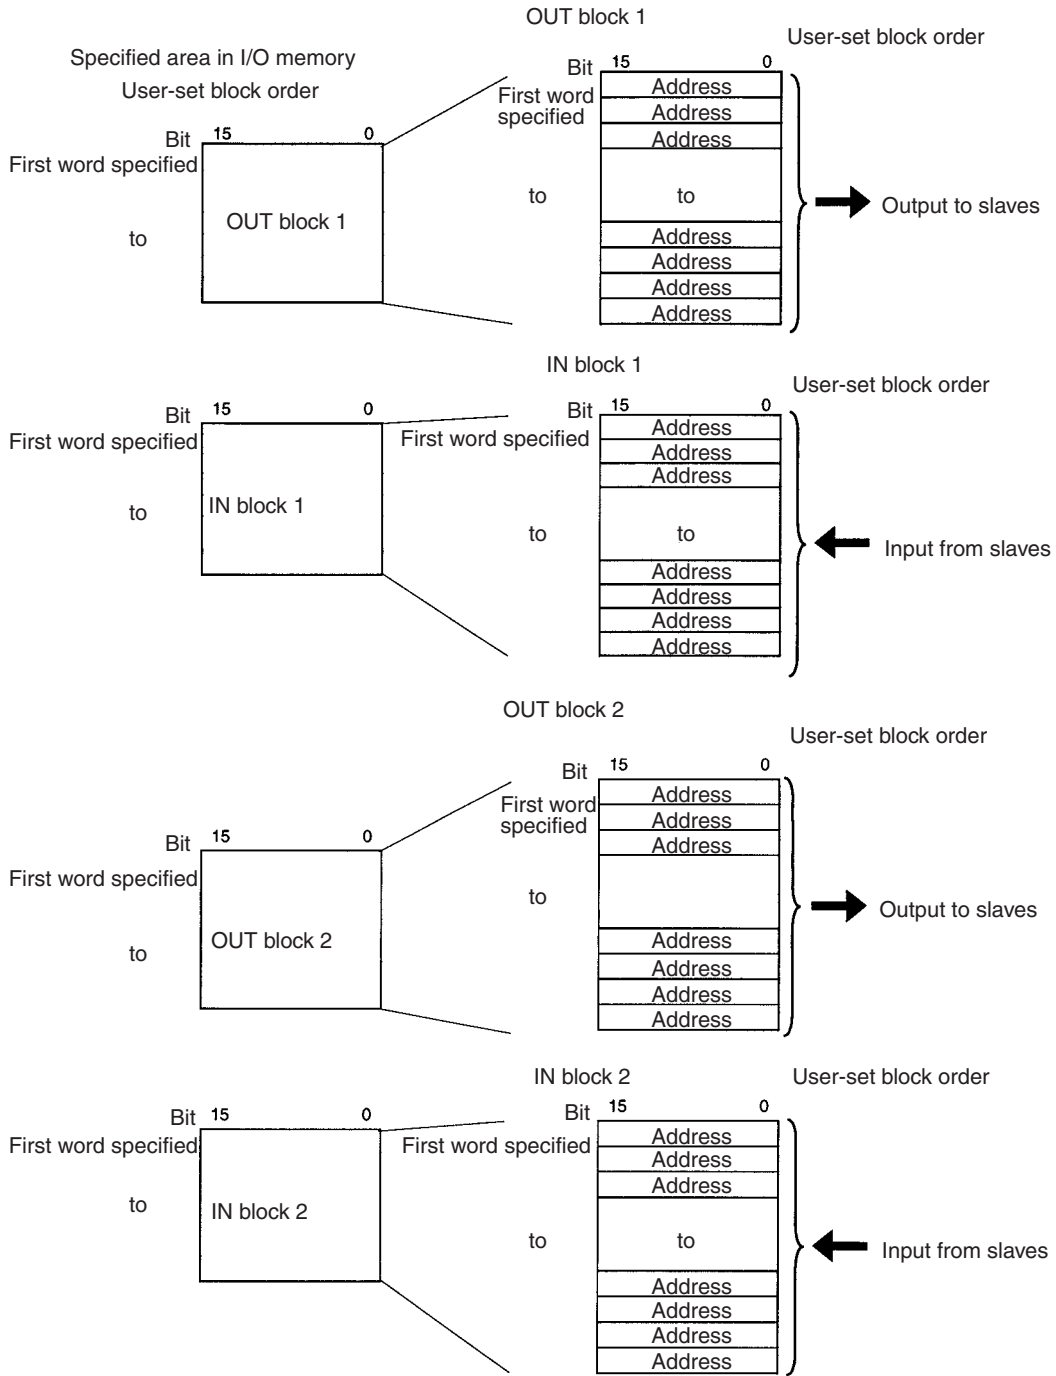 OUT block 1
User-set block order
Specified area in I/O memory
User-set block order
Bit 15 0
First word specified
OUT block 1
to
Bit 15 0
First word
specified
Address
Address
Address
to
to
Address
Address
Address
Address
Output to slaves
IN block 1
User-set block order
Bit 15 0
First word specified
IN block 1
to
Bit 15 0
First word specified
Address
Address
Address
to
to
Address
Address
Address
Address
Input from slaves
OUT block 2
User-set block order
Bit 15 0
First word specified
OUT block 2
to
Bit 15 0
First word
specified
Address
Address
Address
to
Address
Address
Address
Address
Output to slaves
IN block 2
User-set block order
Bit 15 0
First word specified
IN block 2
to
Bit 15 0
First word specified
Address
Address
Address
to
to
Address
Address
Address
Address
Input from slaves